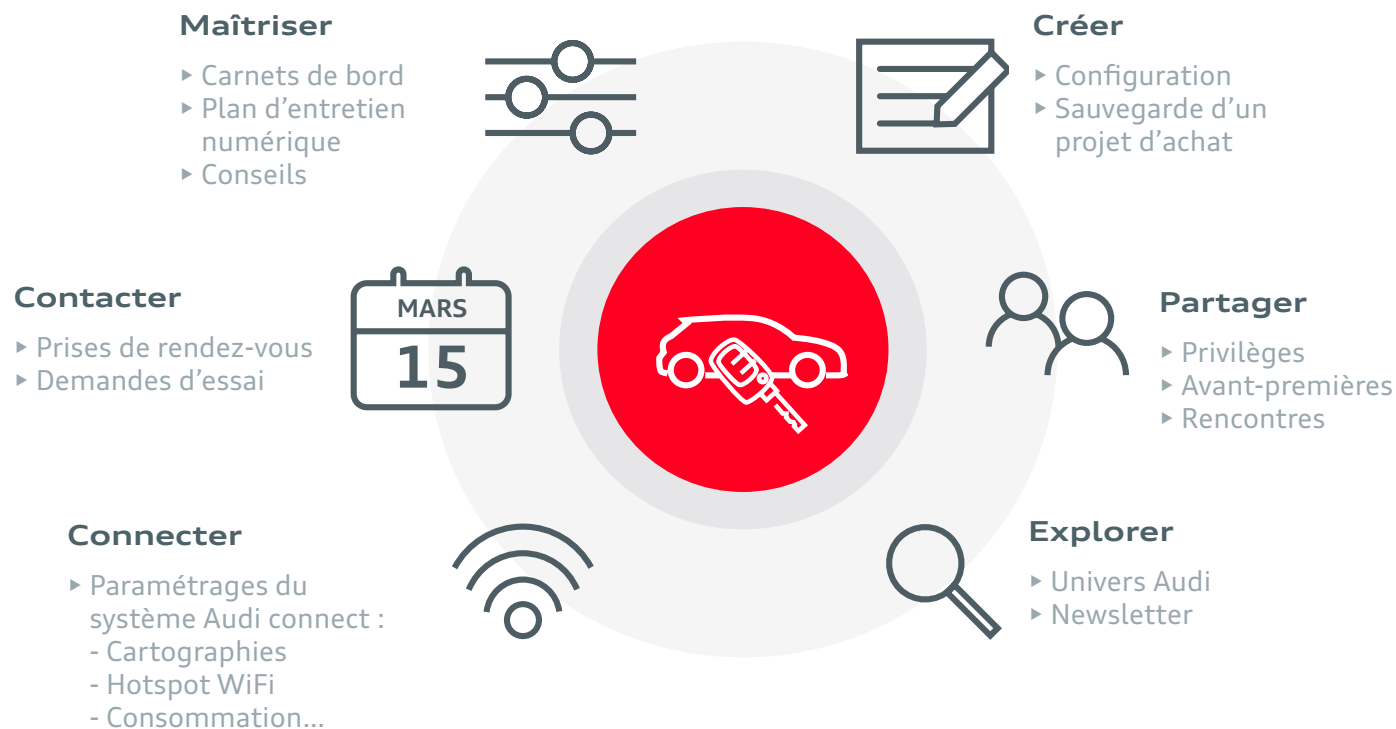 Maîtriser
▸ Carnets de bord
▸ Plan d’entretien
numérique
▸ Conseils
Créer
▸ Configuration
▸ Sauvegarde d’un
projet d’achat
Contacter
▸ Prises de rendez-vous
▸ Demandes d’essai
MARS
15
Partager
▸ Privilèges
▸ Avant-premières
▸ Rencontres
Connecter
▸ Paramétrages du
système Audi connect :
- Cartographies
- Hotspot WiFi
- Consommation...
Explorer
▸ Univers Audi
▸ Newsletter